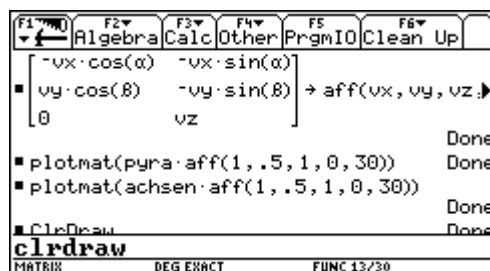 F1 F2 F3 F4 F5 F6
Algebra Calc Other PrgmIO Clean Up
-vx·cos(α) -vx·sin(α)
vy·cos(β) -vy·sin(β) → aff(vx,vy,vz
0 vz
Done
plotmat(pyra·aff(1,.5,1,0,30)) Done
plotmat(achsen·aff(1,.5,1,0,30))
Done
ClrDraw Done
clrdraw
MATRIX DEG EXACT FUNC 13/30